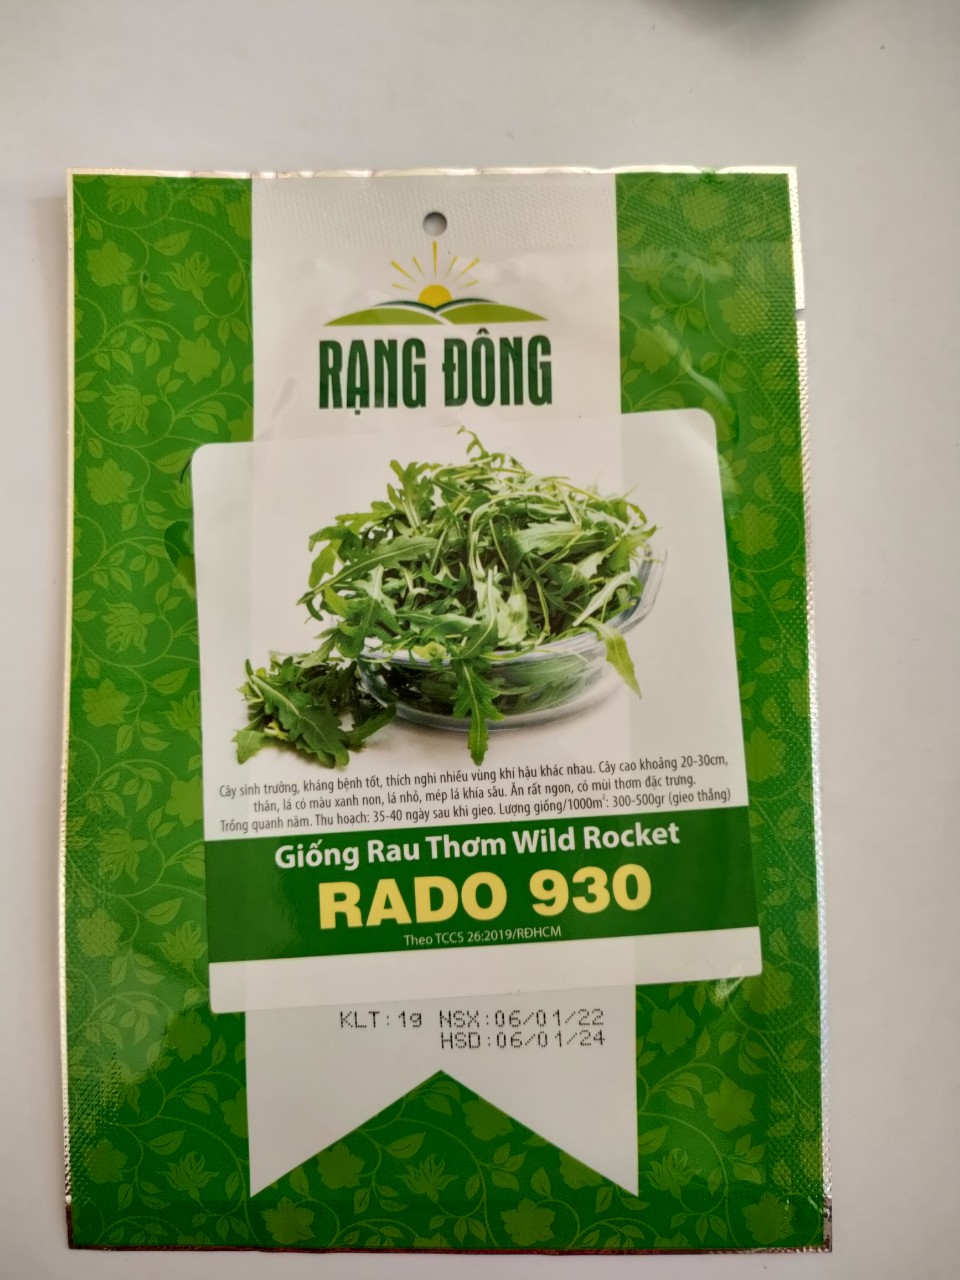 RẠNG ĐÔNG
Cây sinh trưởng, kháng bệnh tốt, thích nghi nhiều vùng khí hậu khác nhau. Cây cao khoảng 20-30cm,
thân, lá có màu xanh non, lá nhỏ, mép lá khía sâu. Ăn rất ngon, có mùi thơm đặc trưng.
Trồng quanh năm. Thu hoạch: 35-40 ngày sau khi gieo. Lượng giống/1000m²: 300-500gr (gieo thẳng)
Giống Rau Thơm Wild Rocket
RADO 930
Theo TCCS 26:2019/RĐHCM
KLT:1g NSX:06/01/22
HSD:06/01/24